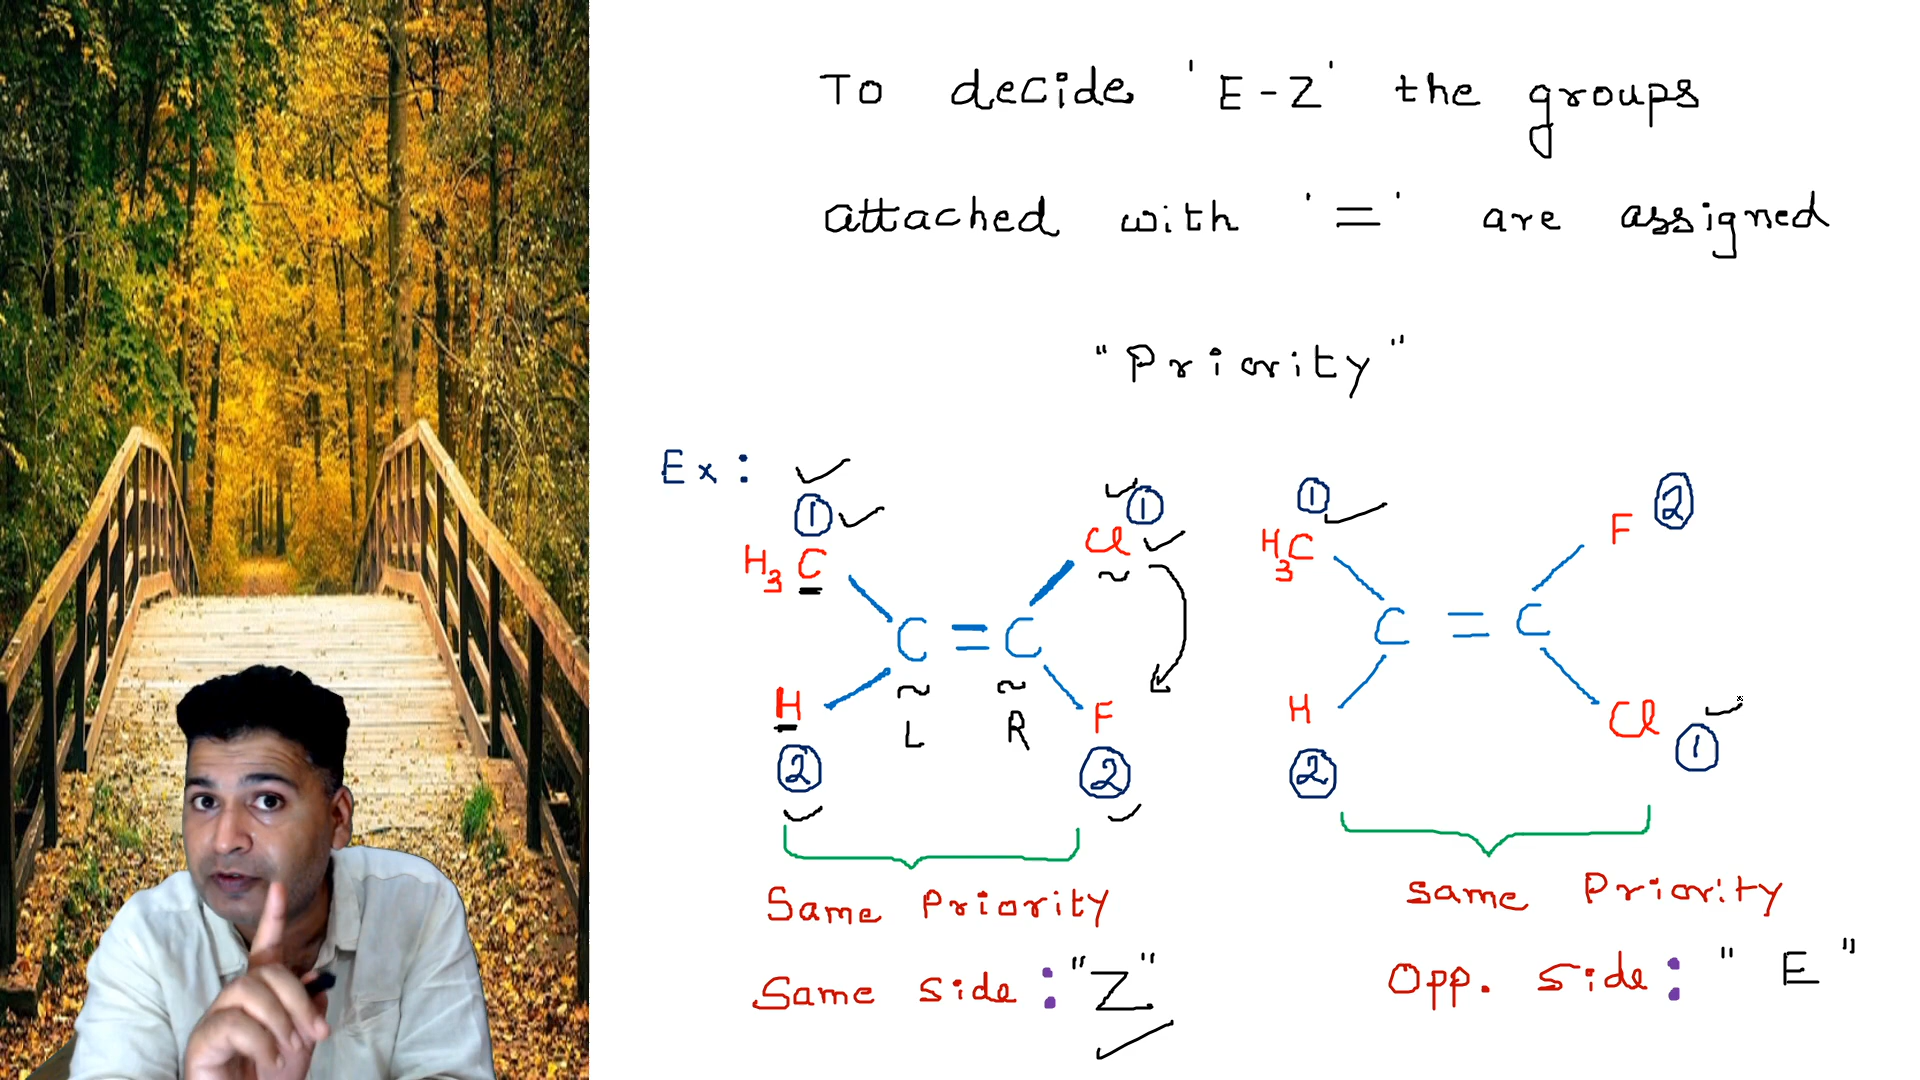 To decide 'E-Z' the groups
attached with '=' are assigned
"Priority"
Ex:
① ① ① ②
H3C Cl H3C F
C=C C=C
H F H Cl
L R
② ② ② ①
Same Priority same Priority
Same side: "Z" Opp. side: "E"